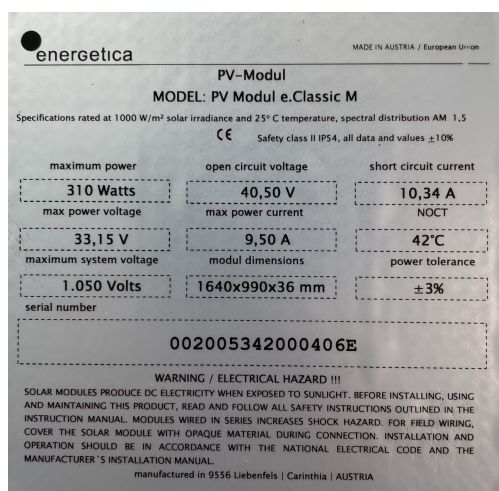 energetica
MADE IN AUSTRIA / European Union
PV-Modul
MODEL: PV Modul e.Classic M
Specifications rated at 1000 W/m² solar irradiance and 25° C temperature, spectral distribution AM 1,5
CE Safety class II IP54, all data and values ±10%
maximum power open circuit voltage short circuit current
310 Watts 40,50 V 10,34 A
max power voltage max power current NOCT
33,15 V 9,50 A 42°C
maximum system voltage modul dimensions power tolerance
1.050 Volts 1640x990x36 mm ±3%
serial number
002005342000406E
WARNING / ELECTRICAL HAZARD !!!
SOLAR MODULES PRODUCE DC ELECTRICITY WHEN EXPOSED TO SUNLIGHT. BEFORE INSTALLING, USING
AND MAINTAINING THIS PRODUCT, READ AND FOLLOW ALL SAFETY INSTRUCTIONS OUTLINED IN THE
INSTRUCTION MANUAL. MODULES WIRED IN SERIES INCREASES SHOCK HAZARD. FOR FIELD WIRING,
COVER THE SOLAR MODULE WITH OPAQUE MATERIAL DURING CONNECTION. INSTALLATION AND
OPERATION SHOULD BE IN ACCORDANCE WITH THE NATIONAL ELECTRICAL CODE AND THE
MANUFACTURER`S INSTALLATION MANUAL.
manufactured in 9556 Liebenfels | Carinthia | AUSTRIA